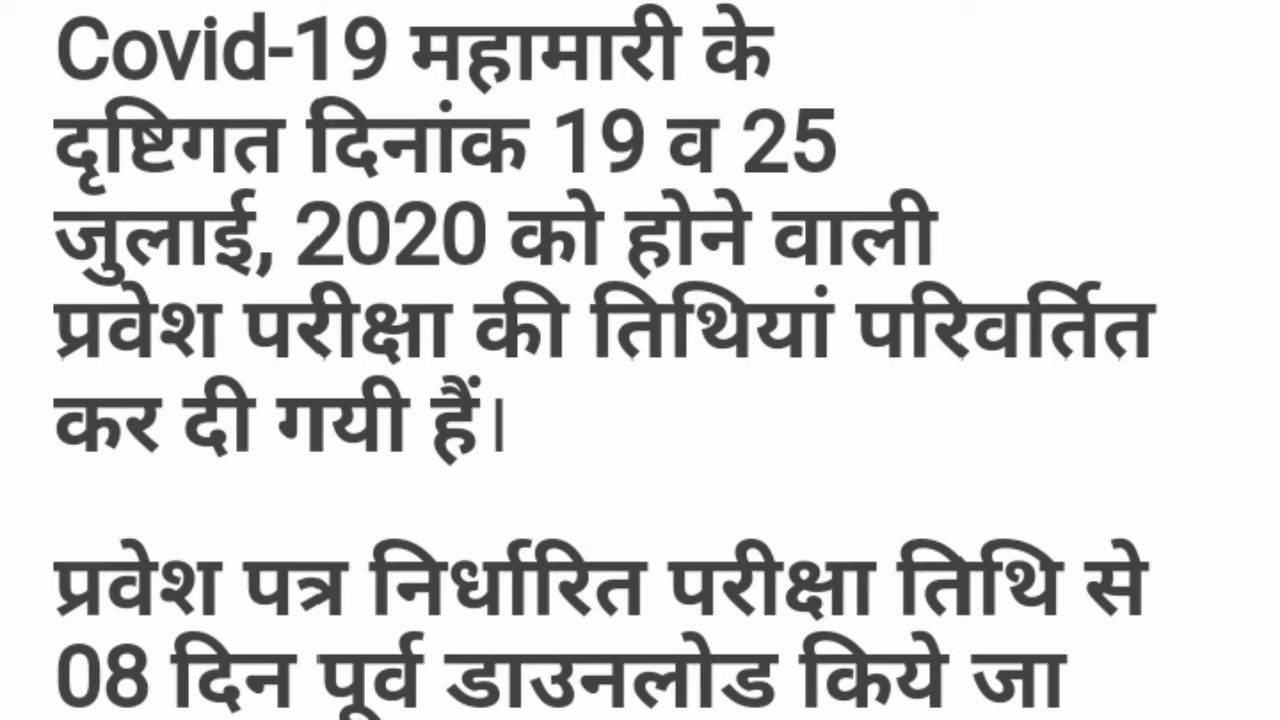 Covid-19 महामारी के
दृष्टिगत दिनांक 19 व 25
जुलाई, 2020 को होने वाली
प्रवेश परीक्षा की तिथियां परिवर्तित
कर दी गयी हैं।
प्रवेश पत्र निर्धारित परीक्षा तिथि से
08 दिन पूर्व डाउनलोड किये जा